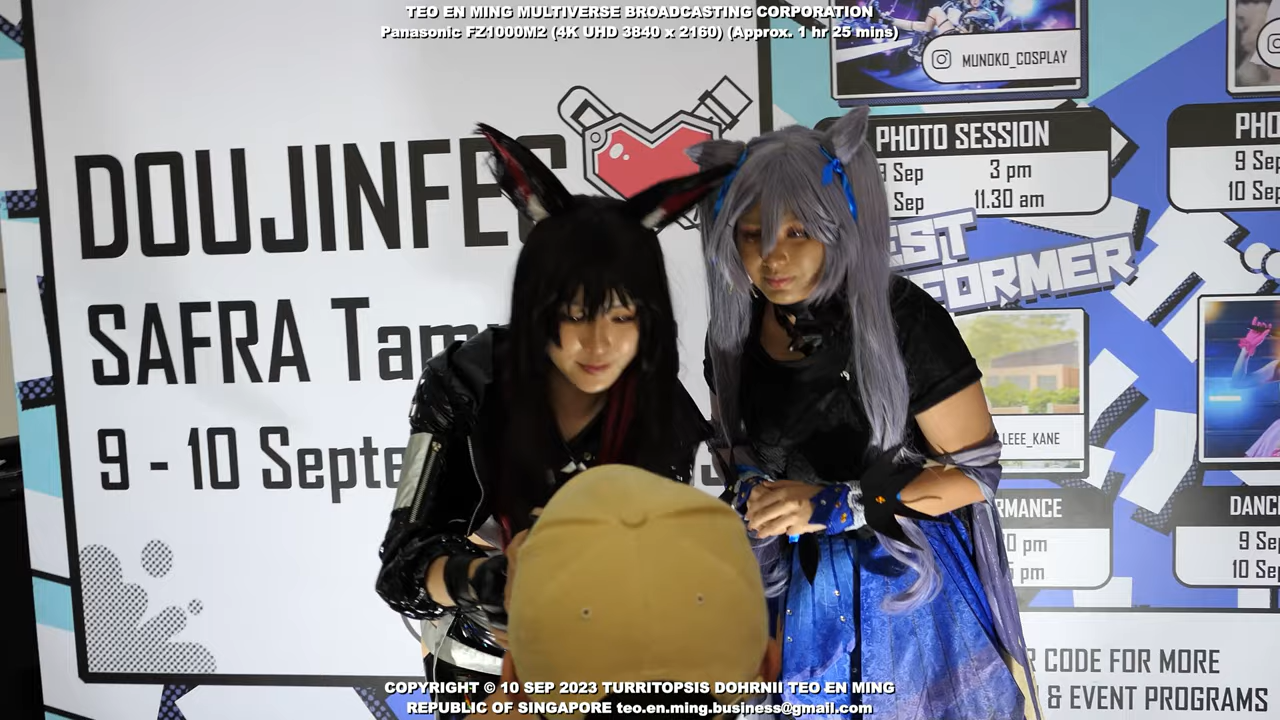 TEO EN MING MULTIVERSE BROADCASTING CORPORATION
Panasonic FZ1000M2 (4K UHD 3840 x 2160) (Approx. 1 hr 25 mins)
MUNOKO_COSPLAY
DOUJINFES
SAFRA Tam
9 - 10 Septe
PHOTO SESSION
Sep 3 pm
Sep 11.30 am
PHO
9 Sep
10 Sep
EST
FORMER
LEEE_KANE
RMANCE
0 pm
pm
DANC
9 Sep
10 Sep
R CODE FOR MORE
& EVENT PROGRAMS
COPYRIGHT © 10 SEP 2023 TURRITOPSIS DOHRNII TEO EN MING
REPUBLIC OF SINGAPORE teo.en.ming.business@gmail.com